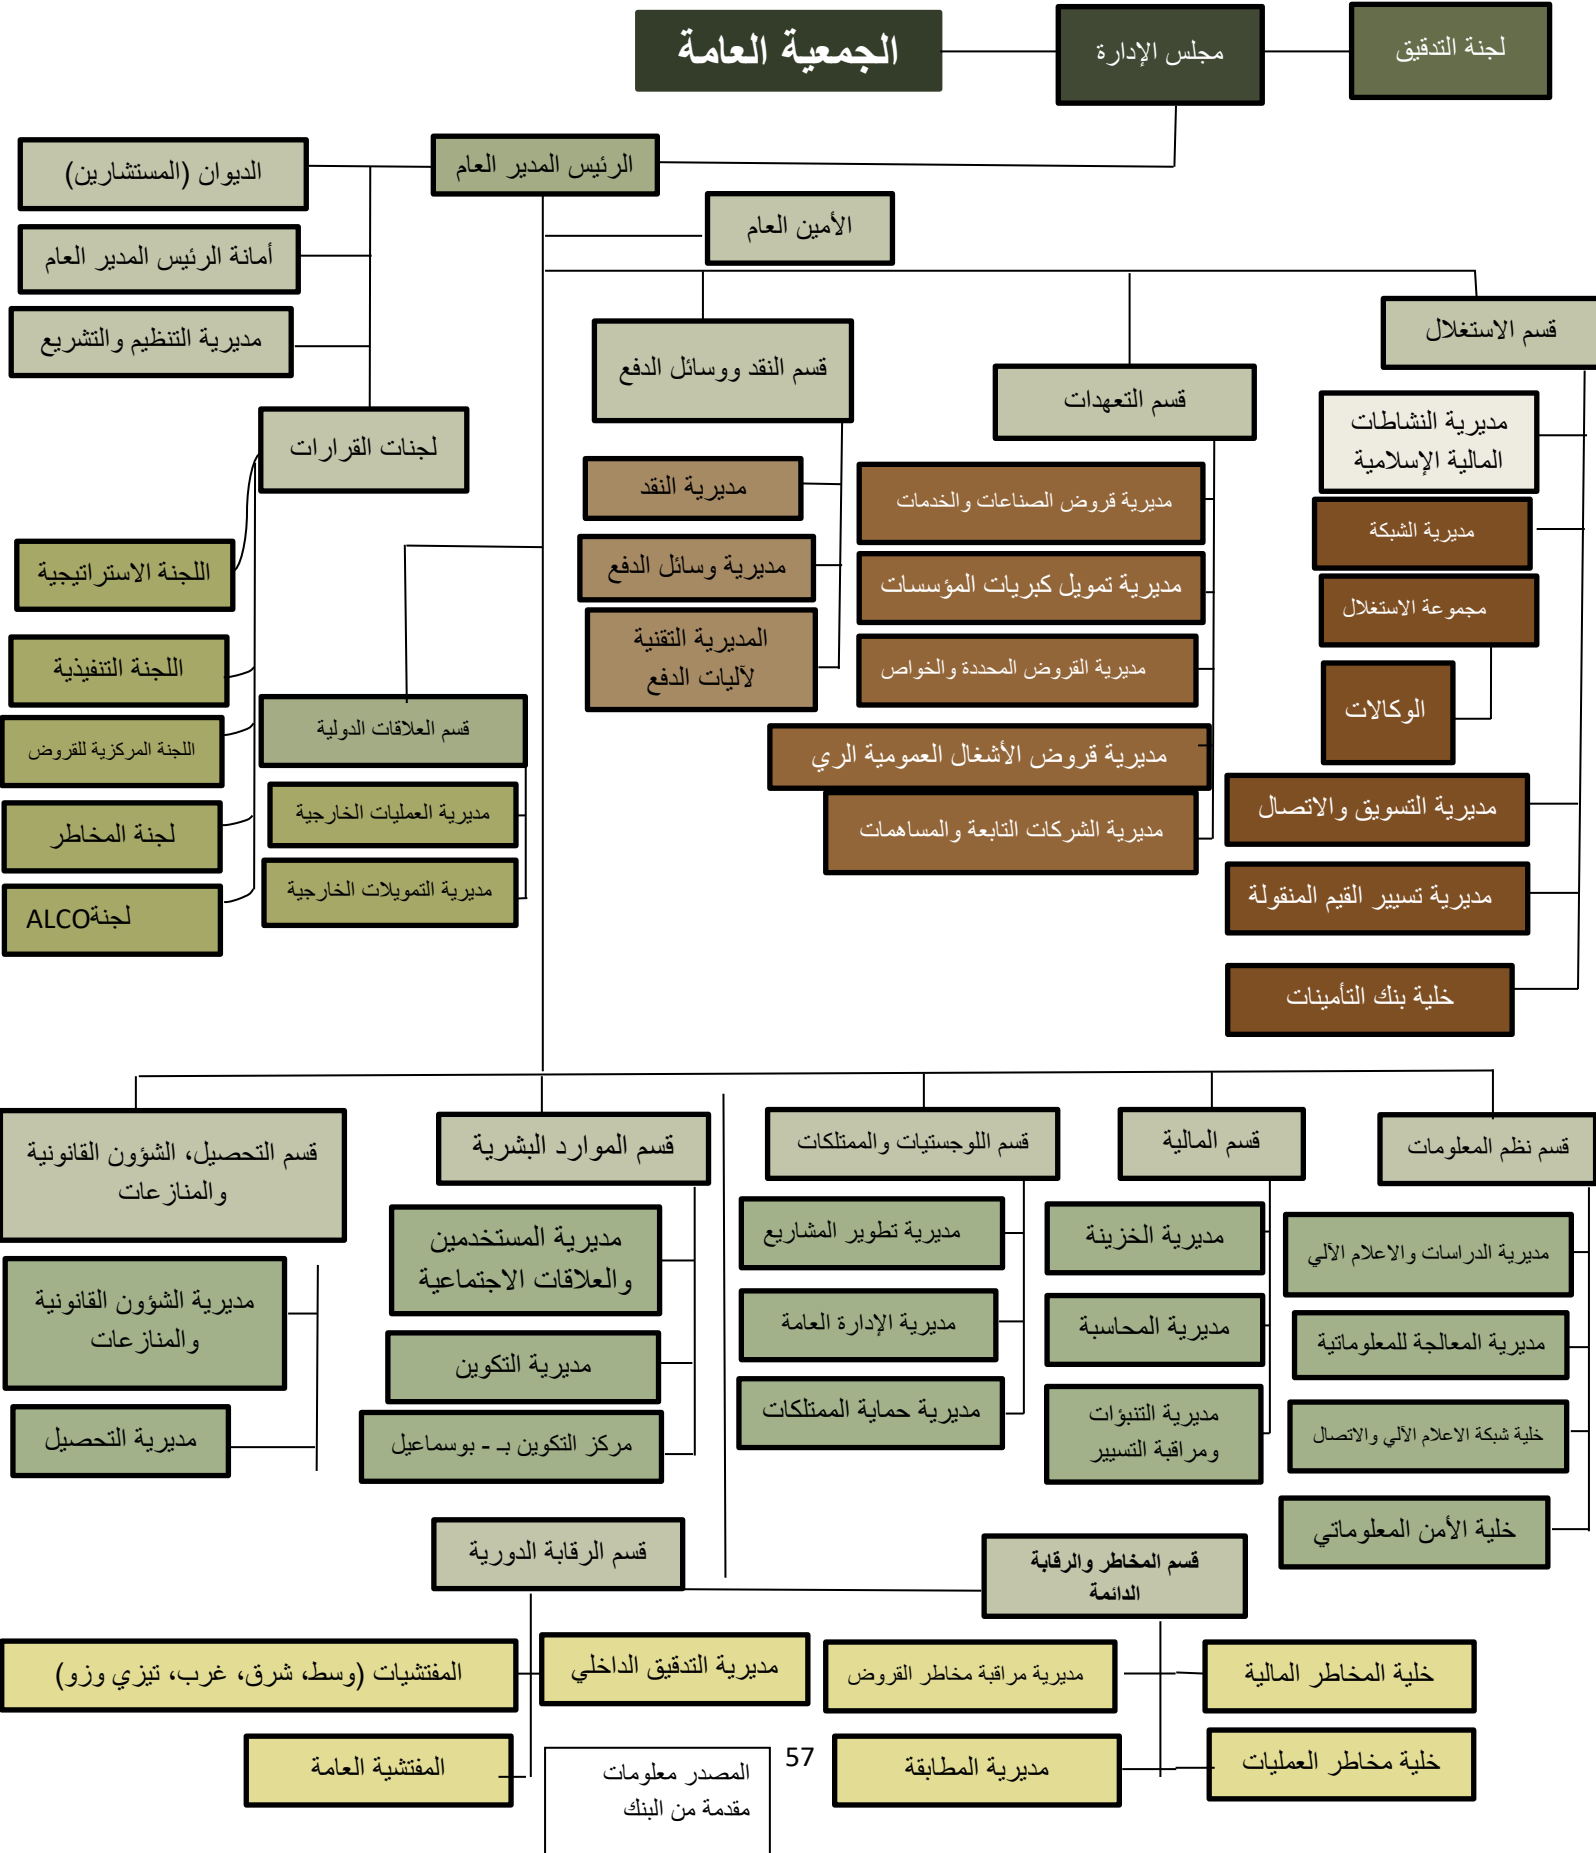 الجمعية العامة
مجلس الإدارة
لجنة التدقيق
الرئيس المدير العام
الديوان (المستشارين)
الأمين العام
أمانة الرئيس المدير العام
مديرية التنظيم والتشريع
لجنات القرارات
قسم الاستغلال
قسم التعهدات
قسم النقد ووسائل الدفع
مديرية النشاطات
المالية الإسلامية
مديرية الشبكة
مجموعة الاستغلال
الوكالات
مديرية التسويق والاتصال
مديرية تسيير القيم المنقولة
خلية بنك التأمينات
مديرية قروض الصناعات والخدمات
مديرية تمويل كبريات المؤسسات
مديرية القروض المحددة والخواص
مديرية قروض الأشغال العمومية الري
مديرية الشركات التابعة والمساهمات
مديرية النقد
مديرية وسائل الدفع
المديرية التقنية
لآليات الدفع
اللجنة الاستراتيجية
اللجنة التنفيذية
اللجنة المركزية للقروض
لجنة المخاطر
لجنةALCO
قسم العلاقات الدولية
مديرية العمليات الخارجية
مديرية التمويلات الخارجية
قسم نظم المعلومات
قسم المالية
قسم اللوجستيات والممتلكات
قسم الموارد البشرية
قسم التحصيل، الشؤون القانونية
والمنازعات
مديرية الدراسات والاعلام الآلي
مديرية المعالجة للمعلوماتية
خلية شبكة الاعلام الآلي والاتصال
خلية الأمن المعلوماتي
مديرية الخزينة
مديرية المحاسبة
مديرية التنبؤات
ومراقبة التسيير
مديرية تطوير المشاريع
مديرية الإدارة العامة
مديرية حماية الممتلكات
مديرية المستخدمين
والعلاقات الاجتماعية
مديرية التكوين
مركز التكوين بـ - بوسماعيل
مديرية الشؤون القانونية
والمنازعات
مديرية التحصيل
قسم المخاطر والرقابة
الدائمة
قسم الرقابة الدورية
خلية المخاطر المالية
مديرية مراقبة مخاطر القروض
مديرية التدقيق الداخلي
المفتشيات (وسط، شرق، غرب، تيزي وزو)
خلية مخاطر العمليات
مديرية المطابقة
المفتشية العامة
57
المصدر معلومات
مقدمة من البنك